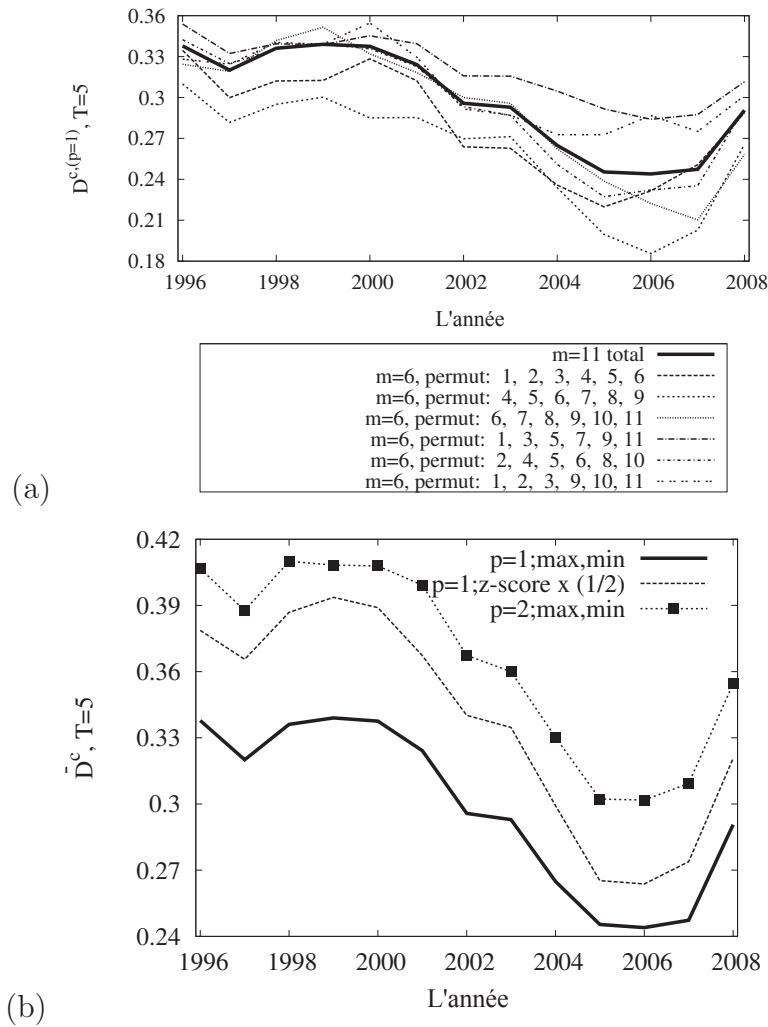 0.36
0.33
0.3
0.27
0.24
0.21
0.18
D^{c,(p=1)}, T=5
1996 1998 2000 2002 2004 2006 2008
L'année
m=11 total
m=6, permut: 1, 2, 3, 4, 5, 6
m=6, permut: 4, 5, 6, 7, 8, 9
m=6, permut: 6, 7, 8, 9, 10, 11
m=6, permut: 1, 3, 5, 7, 9, 11
m=6, permut: 2, 4, 5, 6, 8, 10
m=6, permut: 1, 2, 3, 9, 10, 11
(a)
0.42
0.39
0.36
0.33
0.3
0.27
0.24
D̄^c, T=5
p=1;max,min
p=1;z-score x (1/2)
p=2;max,min
1996 1998 2000 2002 2004 2006 2008
L'année
(b)